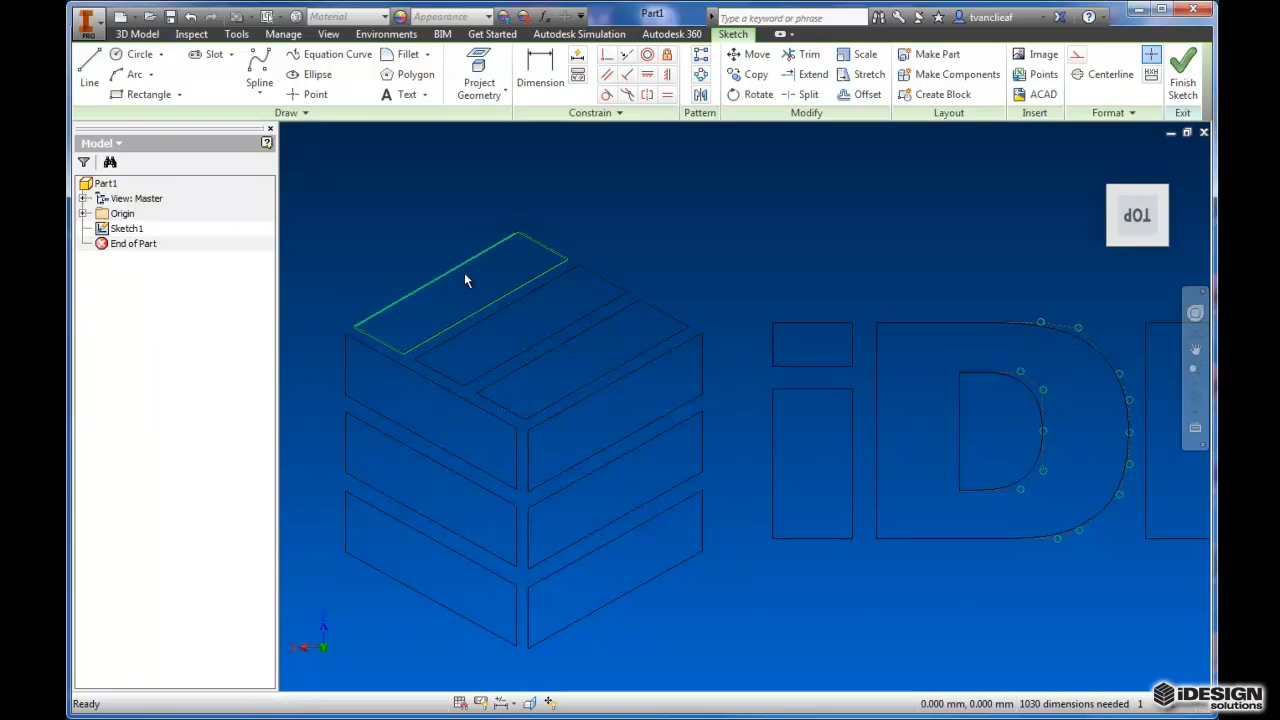 Material
Appearance
Part1
Type a keyword or phrase
tvanclieaf
PRO
3D Model Inspect Tools Manage View Environments BIM Get Started Autodesk Simulation Autodesk 360 Sketch
Line
Circle
Arc
Rectangle
Slot
Spline
Equation Curve
Ellipse
Point
Fillet
Polygon
Text
Project Geometry
Dimension
Move
Copy
Rotate
Trim
Extend
Split
Scale
Stretch
Offset
Make Part
Make Components
Create Block
Image
Points
ACAD
Centerline
Finish Sketch
Draw Constrain Pattern Modify Layout Insert Format Exit
Model
Part1
View: Master
Origin
Sketch1
End of Part
TOP
iD
Z
Ready
0.000 mm, 0.000 mm 1030 dimensions needed 1
iDESIGN
solutions